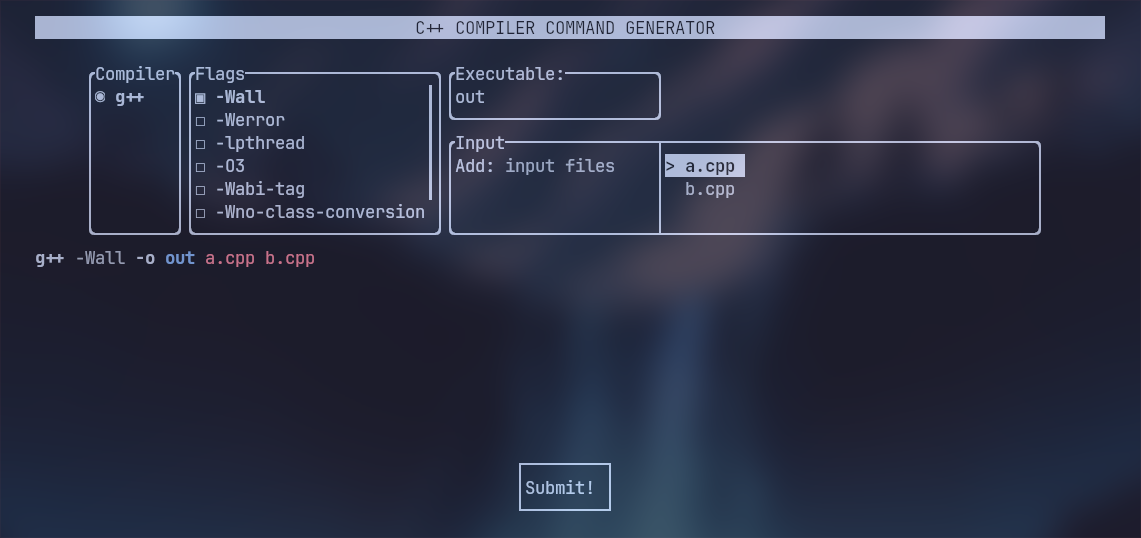 C++ COMPILER COMMAND GENERATOR
Compiler
◉ g++
Flags
▣ -Wall
☐ -Werror
☐ -lpthread
☐ -O3
☐ -Wabi-tag
☐ -Wno-class-conversion
Executable:
out
Input
Add: input files
> a.cpp
b.cpp
g++ -Wall -o out a.cpp b.cpp
Submit!